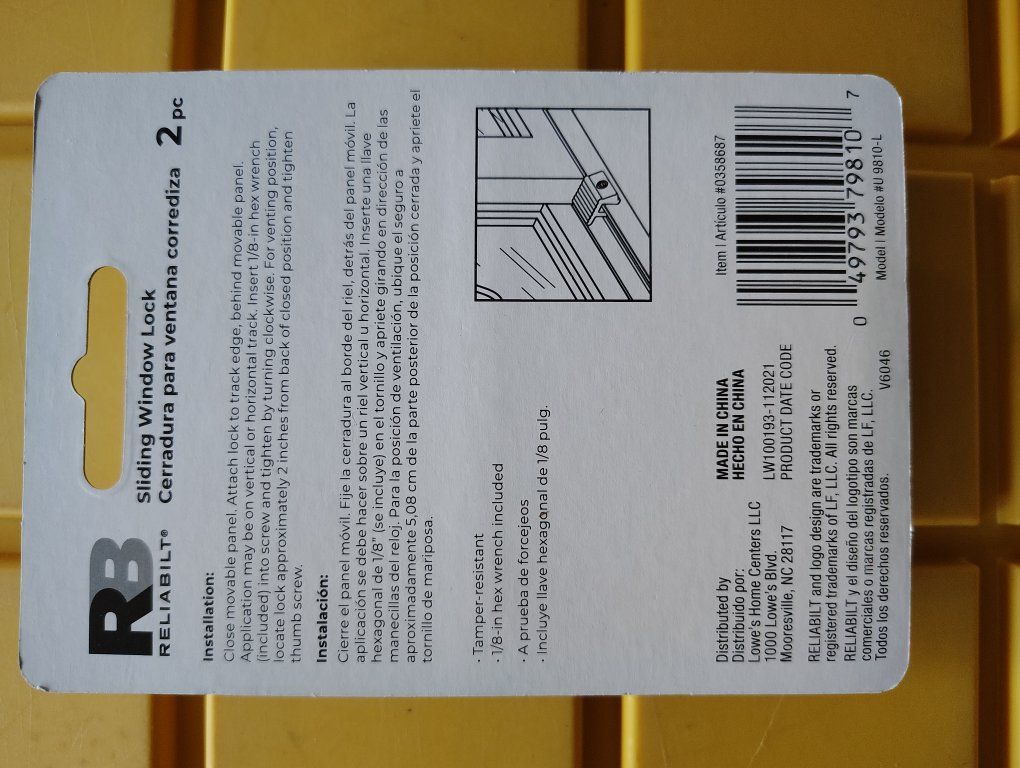 RB
RELIABILT®
Sliding Window Lock
Cerradura para ventana corrediza
2 pc
Installation:
Close movable panel. Attach lock to track edge, behind movable panel.
Application may be on vertical or horizontal track. Insert 1/8-in hex wrench
(included) into screw and tighten by turning clockwise. For venting position,
locate lock approximately 2 inches from back of closed position and tighten
thumb screw.
Instalación:
Cierre el panel móvil. Fije la cerradura al borde del riel, detrás del panel móvil. La
aplicación se debe hacer sobre un riel vertical u horizontal. Inserte una llave
hexagonal de 1/8" (se incluye) en el tornillo y apriete girando en dirección de las
manecillas del reloj. Para la posición de ventilación, ubique el seguro a
aproximadamente 5,08 cm de la parte posterior de la posición cerrada y apriete el
tornillo de mariposa.
· Tamper-resistant
· 1/8-in hex wrench included
· A prueba de forcejeos
· Incluye llave hexagonal de 1/8 pulg.
Distributed by
Distribuido por:
Lowe's Home Centers LLC
1000 Lowe's Blvd.
Mooresville, NC 28117
MADE IN CHINA
HECHO EN CHINA
LW100193-112021
PRODUCT DATE CODE
RELIABILT and logo design are trademarks or
registered trademarks of LF, LLC. All rights reserved.
RELIABILT y el diseño del logotipo son marcas
comerciales o marcas registradas de LF, LLC.
Todos los derechos reservados.
V6046
Item | Artículo #0358687
0 49793 79810 7
Model | Modelo #U 9810-L